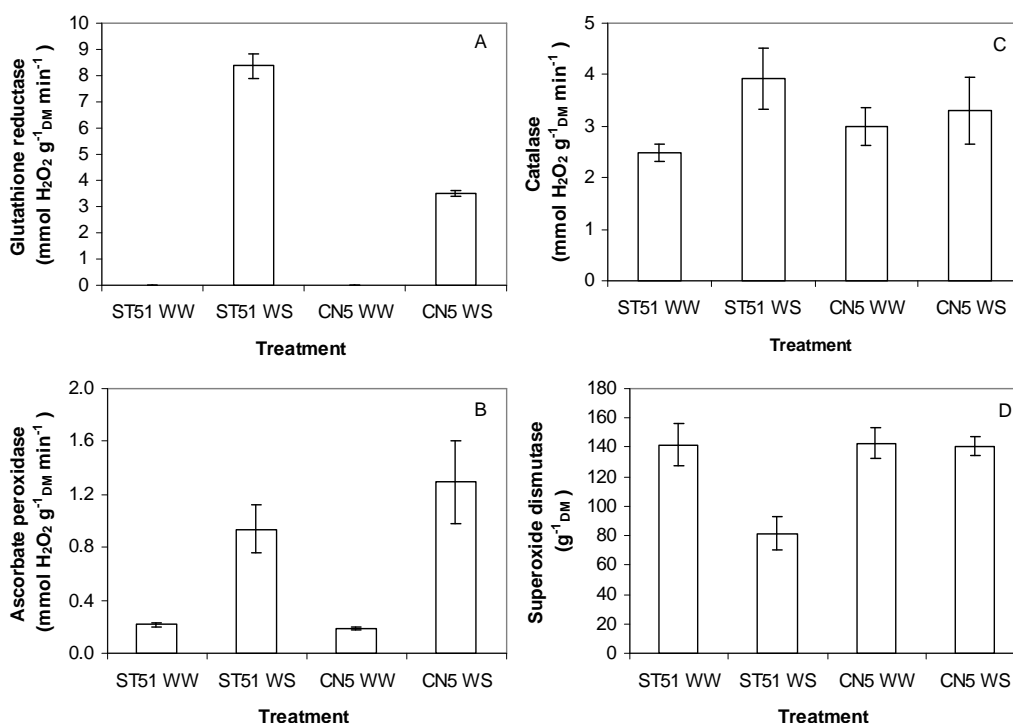 A
Glutathione reductase
(mmol H₂O₂ g⁻¹DM min⁻¹)
10
9
8
7
6
5
4
3
2
1
0
ST51 WW ST51 WS CN5 WW CN5 WS
Treatment
C
Catalase
(mmol H₂O₂ g⁻¹DM min⁻¹)
5
4
3
2
1
0
ST51 WW ST51 WS CN5 WW CN5 WS
Treatment
B
Ascorbate peroxidase
(mmol H₂O₂ g⁻¹DM min⁻¹)
2.0
1.6
1.2
0.8
0.4
0.0
ST51 WW ST51 WS CN5 WW CN5 WS
Treatment
D
Superoxide dismutase
(g⁻¹DM)
180
160
140
120
100
80
60
40
20
0
ST51 WW ST51 WS CN5 WW CN5 WS
Treatment